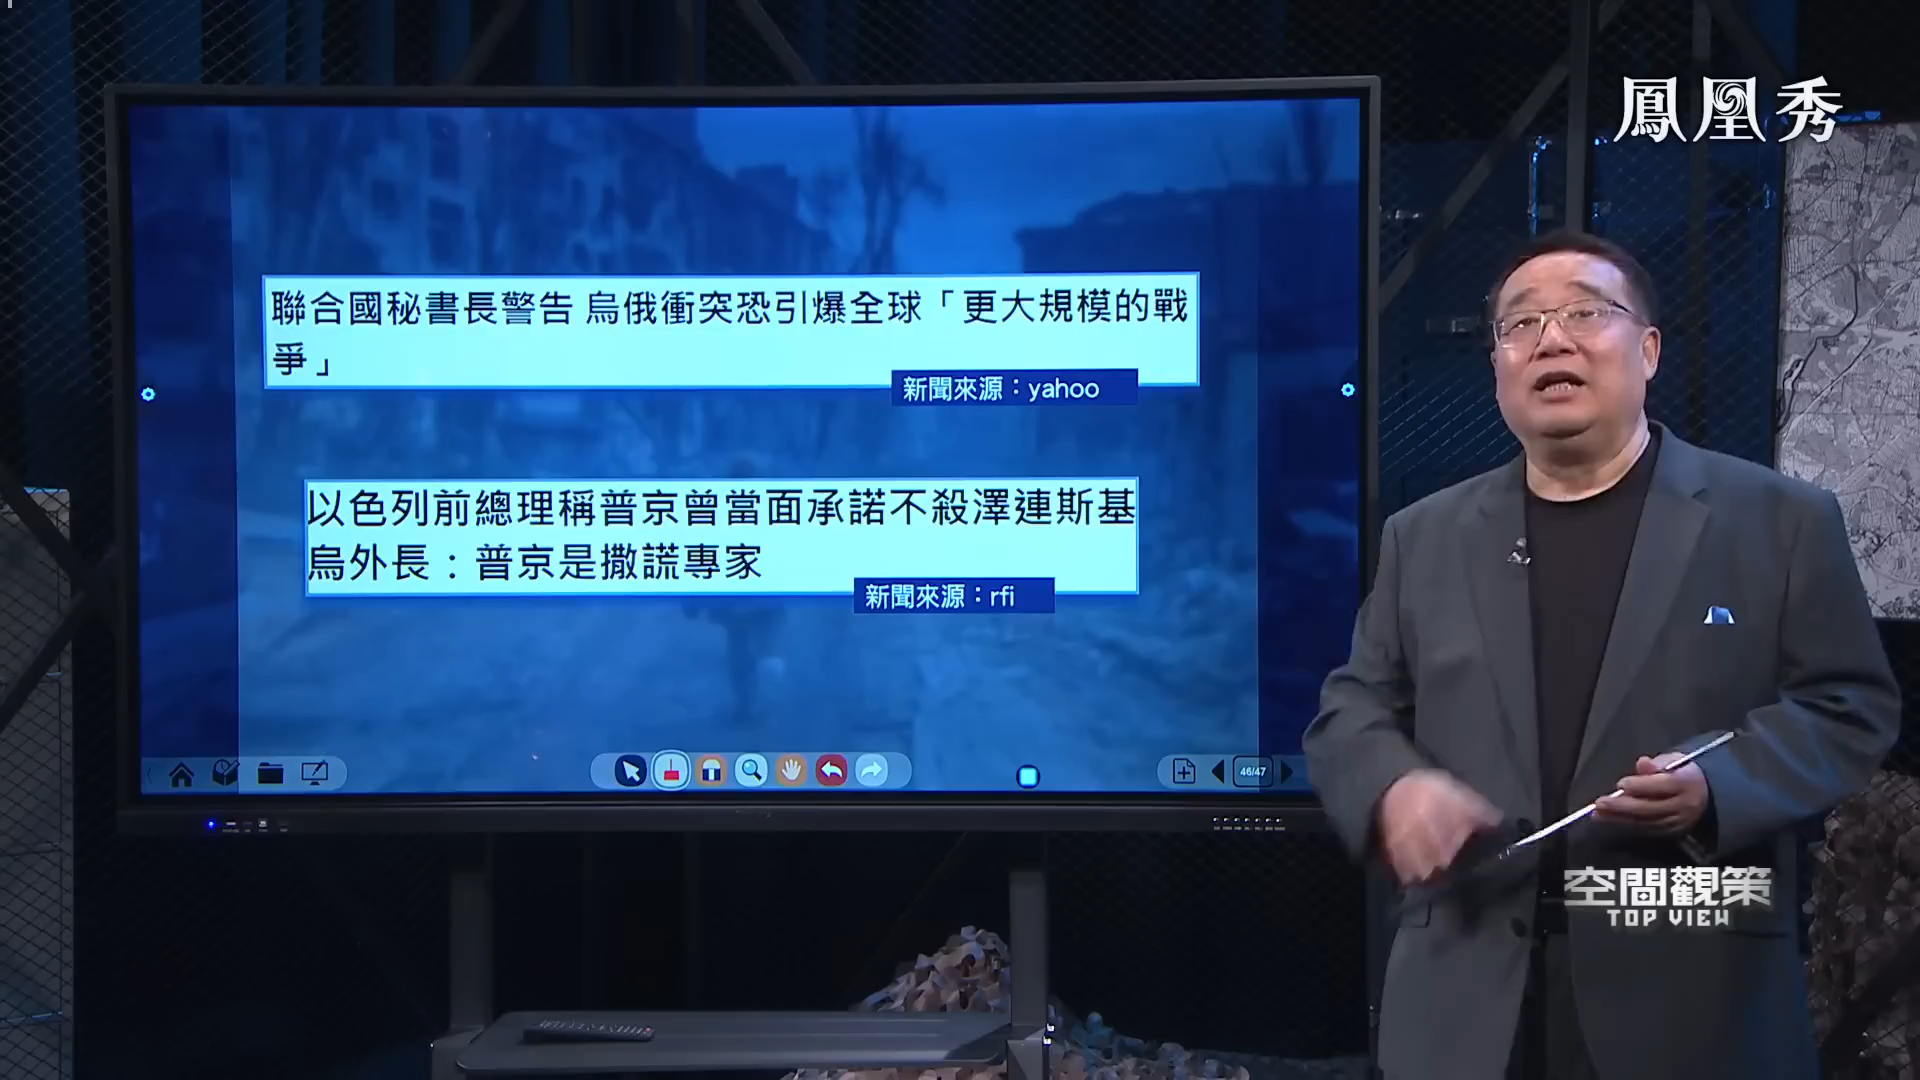 鳳凰秀
聯合國秘書長警告 烏俄衝突恐引爆全球「更大規模的戰
爭」
新聞來源：yahoo
以色列前總理稱普京曾當面承諾不殺澤連斯基
烏外長：普京是撒謊專家
新聞來源：rfi
46/47
空間觀策
TOP VIEW